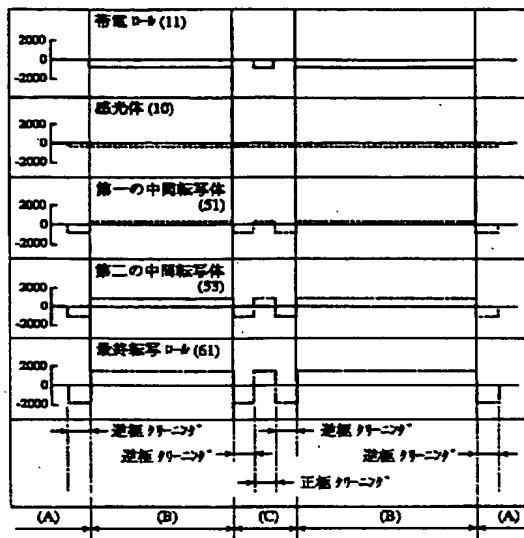 帯電 ロール (11)
2000
0
-2000
感光体 (10)
2000
0
-2000
第一の中間転写体
(51)
2000
0
-2000
第二の中間転写体
(53)
2000
0
-2000
最終転写 ロール (61)
2000
0
-2000
逆極 クリーニング 逆極 クリーニング
逆極 クリーニング 逆極 クリーニング
正極 クリーニング
(A) (B) (C) (B) (A)